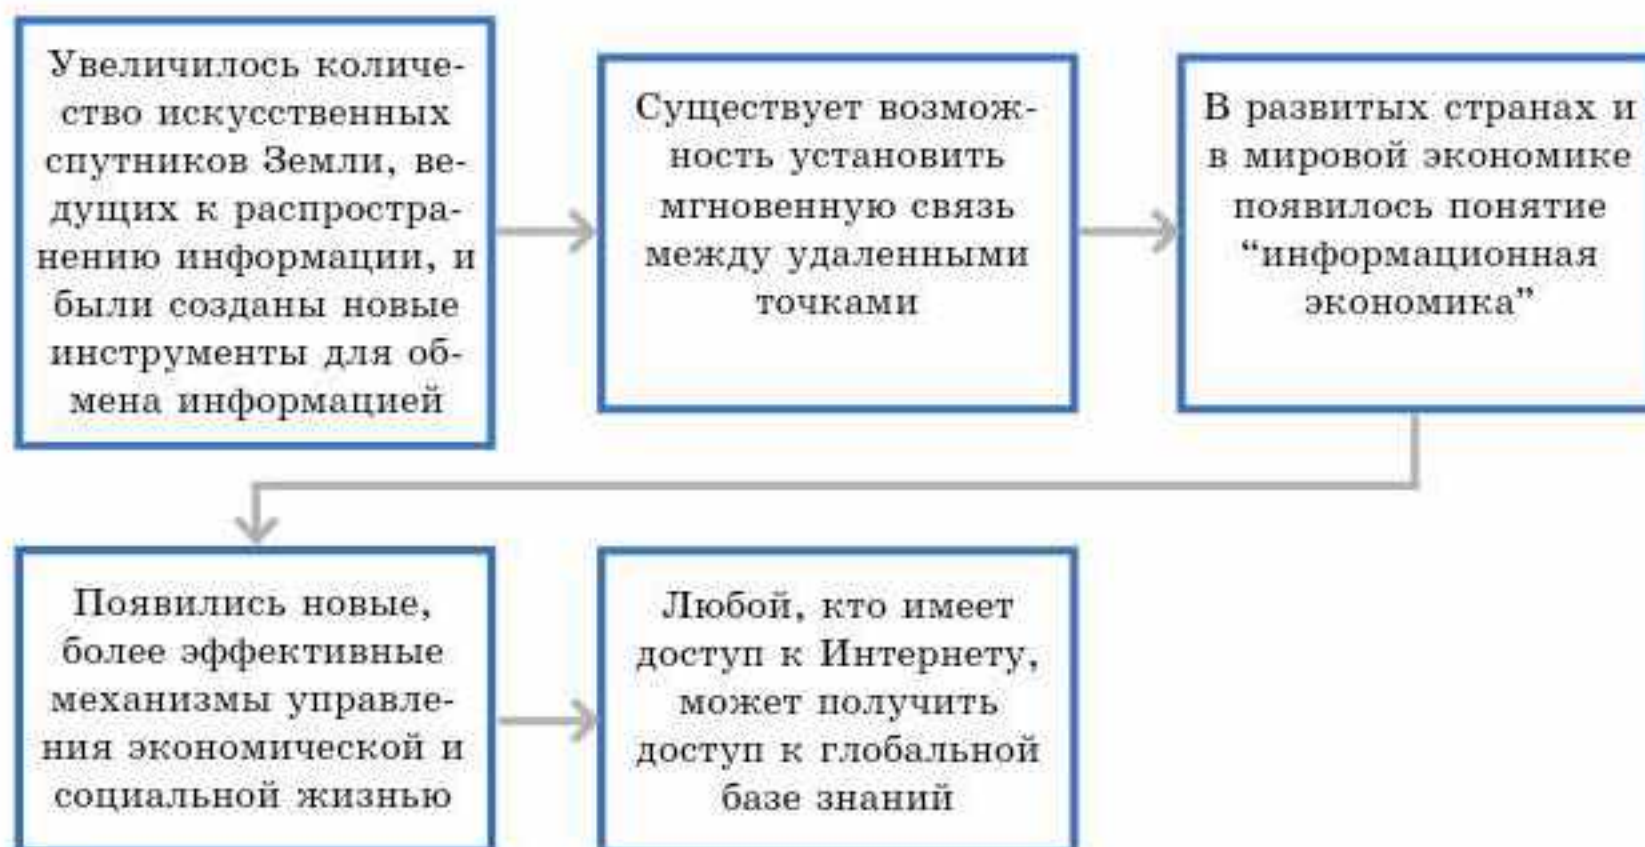 Увеличилось количе-
ство искусственных
спутников Земли, ве-
дущих к распростра-
нению информации, и
были созданы новые
инструменты для об-
мена информацией
Существует возмож-
ность установить
мгновенную связь
между удаленными
точками
В развитых странах и
в мировой экономике
появилось понятие
“информационная
экономика”
Появились новые,
более эффективные
механизмы управле-
ния экономической и
социальной жизнью
Любой, кто имеет
доступ к Интернету,
может получить
доступ к глобальной
базе знаний